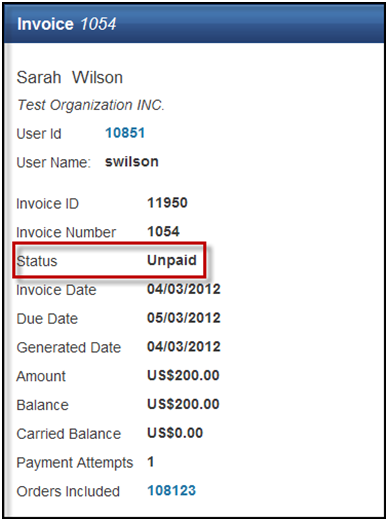 Invoice 1054
Sarah Wilson
Test Organization INC.
User Id 10851
User Name: swilson
Invoice ID 11950
Invoice Number 1054
Status Unpaid
Invoice Date 04/03/2012
Due Date 05/03/2012
Generated Date 04/03/2012
Amount US$200.00
Balance US$200.00
Carried Balance US$0.00
Payment Attempts 1
Orders Included 108123